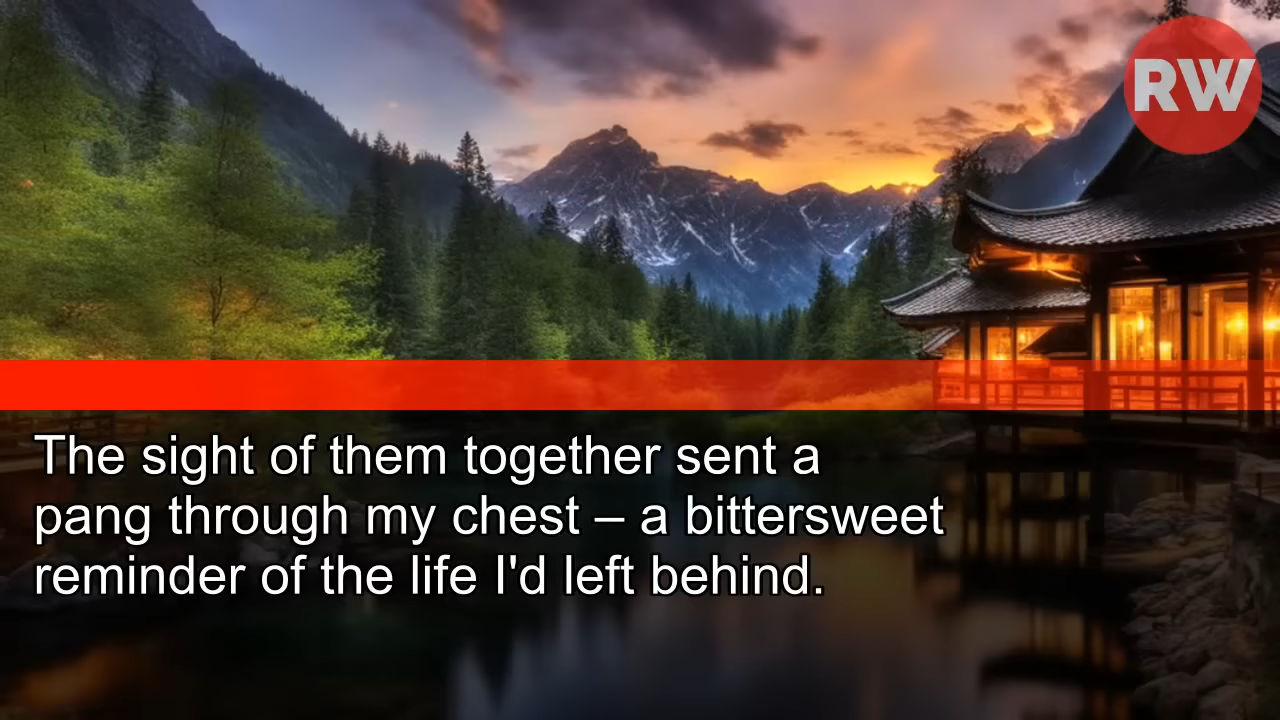 RW
The sight of them together sent a
pang through my chest – a bittersweet
reminder of the life I'd left behind.